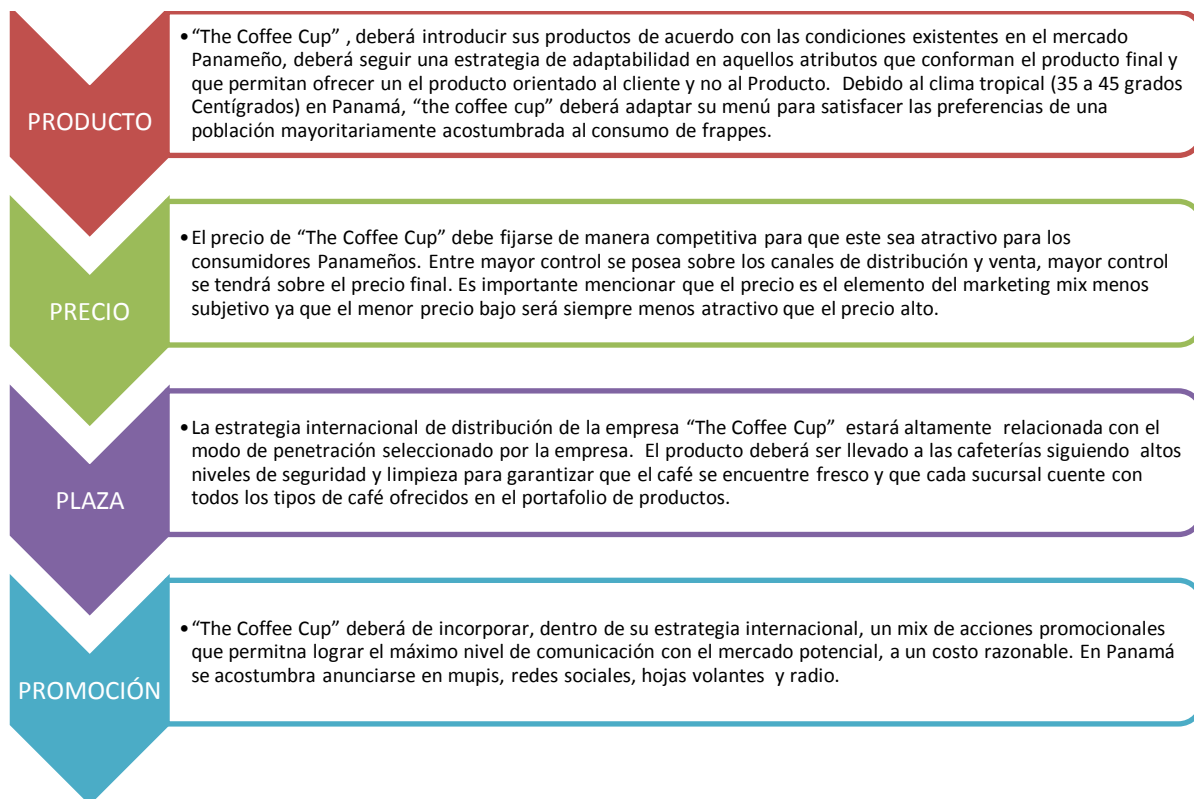 PRODUCTO
•“The Coffee Cup” , deberá introducir sus productos de acuerdo con las condiciones existentes en el mercado
Panameño, deberá seguir una estrategia de adaptabilidad en aquellos atributos que conforman el producto final y
que permitan ofrecer un el producto orientado al cliente y no al Producto.  Debido al clima tropical (35 a 45 grados
Centígrados) en Panamá, “the coffee cup” deberá adaptar su menú para satisfacer las preferencias de una
población mayoritariamente acostumbrada al consumo de frappes.
PRECIO
•El precio de “The Coffee Cup” debe fijarse de manera competitiva para que este sea atractivo para los
consumidores Panameños. Entre mayor control se posea sobre los canales de distribución y venta, mayor control
se tendrá sobre el precio final. Es importante mencionar que el precio es el elemento del marketing mix menos
subjetivo ya que el menor precio bajo será siempre menos atractivo que el precio alto.
PLAZA
•La estrategia internacional de distribución de la empresa “The Coffee Cup”  estará altamente  relacionada con el
modo de penetración seleccionado por la empresa.  El producto deberá ser llevado a las cafeterías siguiendo  altos
niveles de seguridad y limpieza para garantizar que el café se encuentre fresco y que cada sucursal cuente con
todos los tipos de café ofrecidos en el portafolio de productos.
PROMOCIÓN
•“The Coffee Cup” deberá de incorporar, dentro de su estrategia internacional, un mix de acciones promocionales
que permitna lograr el máximo nivel de comunicación con el mercado potencial, a un costo razonable. En Panamá
se acostumbra anunciarse en mupis, redes sociales, hojas volantes  y radio.